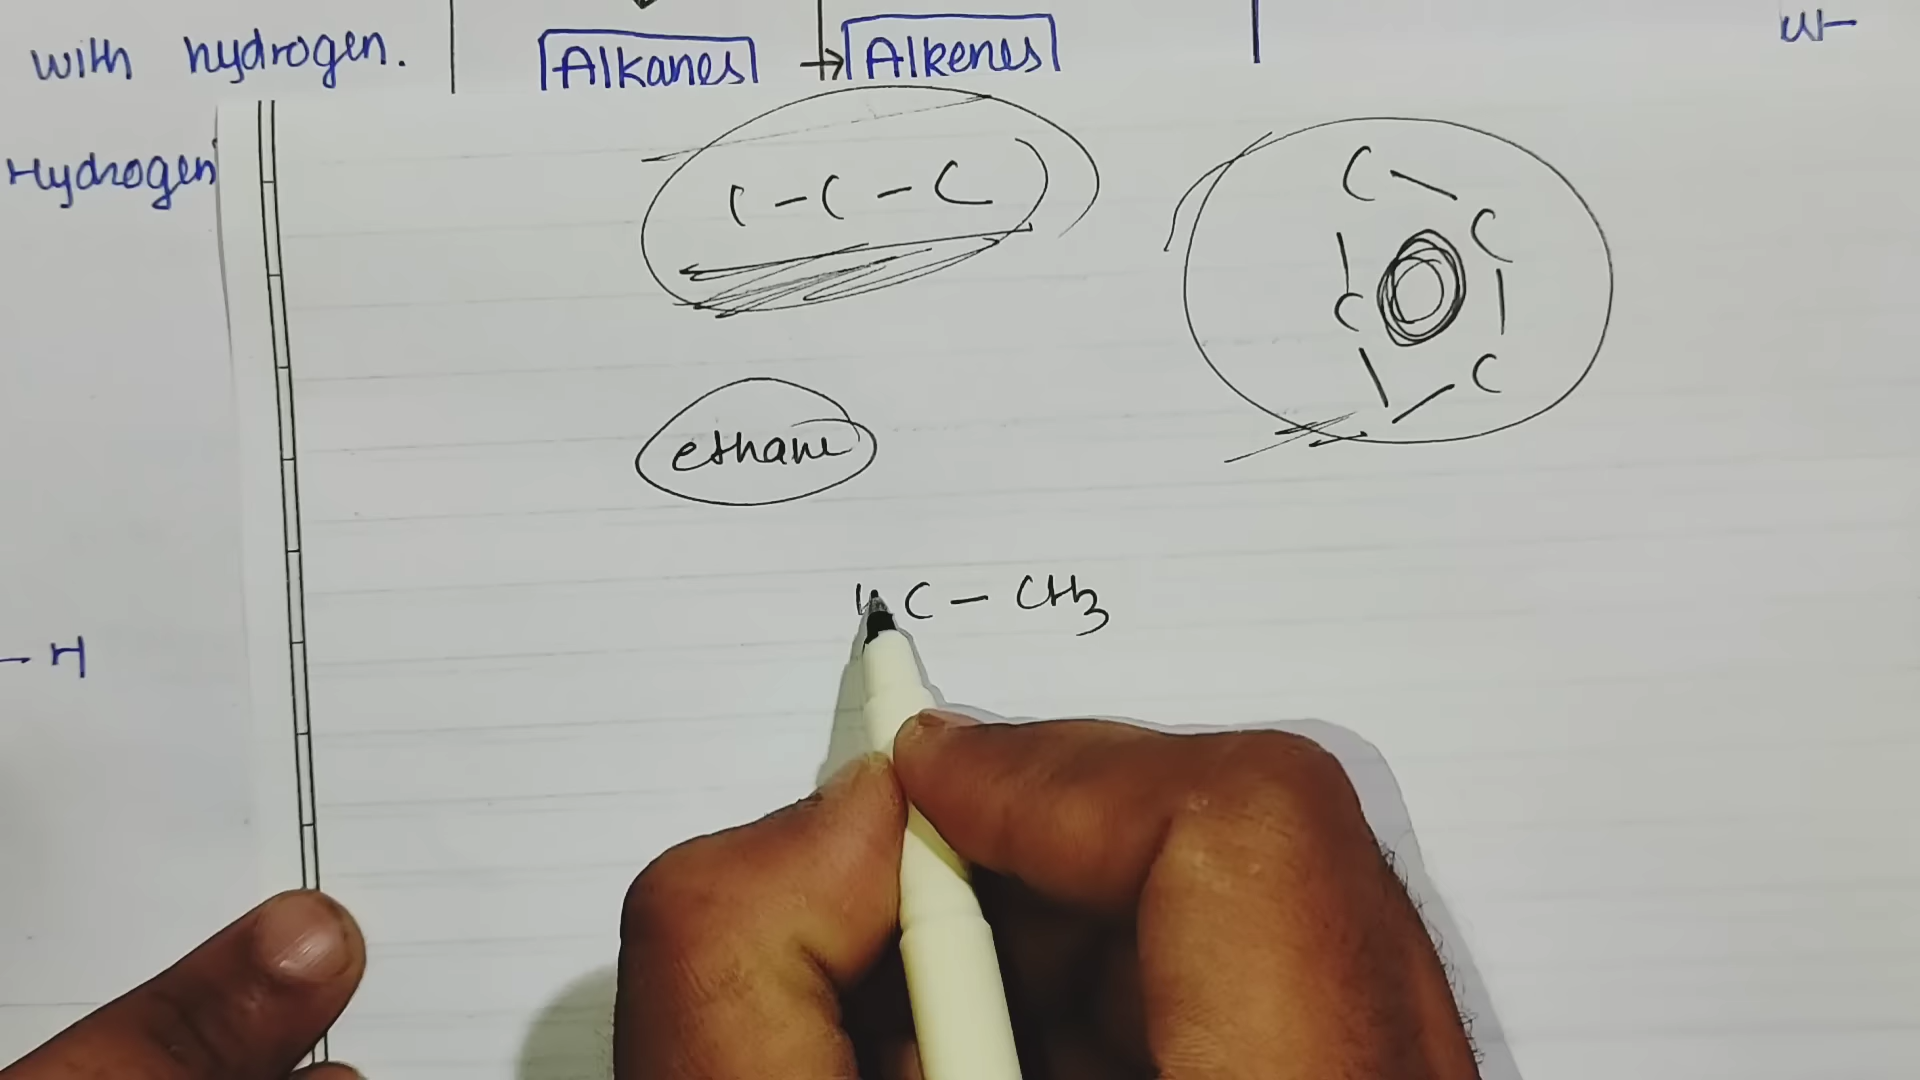 with hydrogen.
Alkanes → Alkenes
Hydrogen
C - C - C
C
C
C
C
ethane
H C - CH3
- H